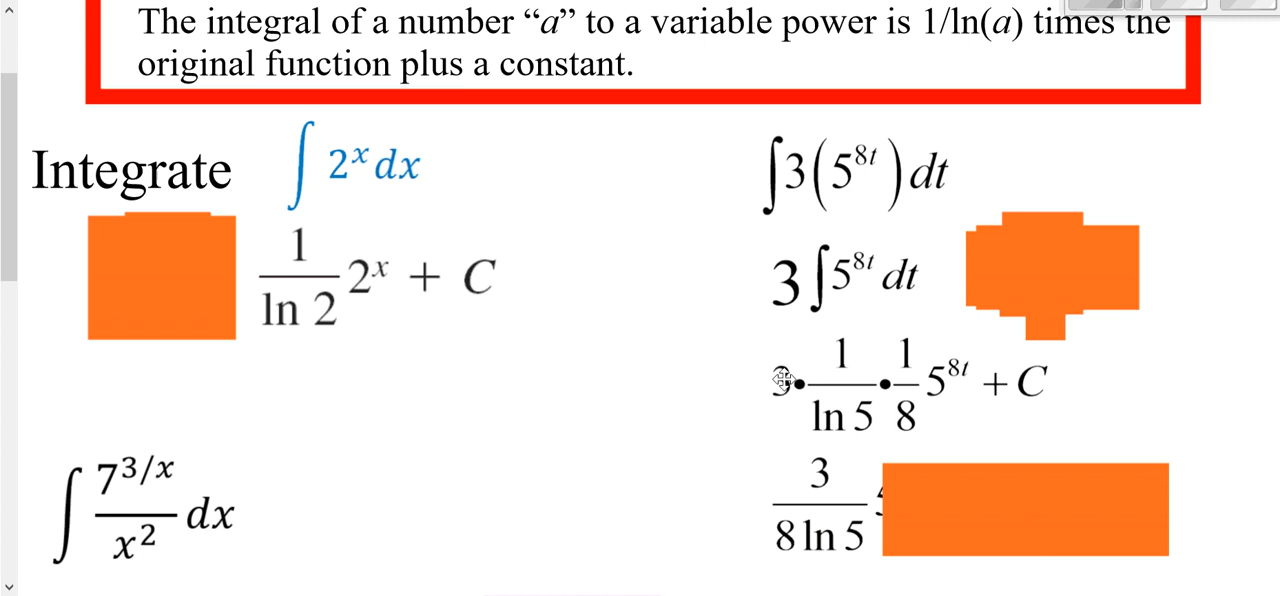 The integral of a number “a” to a variable power is 1/ln(a) times the
original function plus a constant.
Integrate ∫ 2^x dx
1/ln 2 2^x + C
∫ 7^{3/x}/x^2 dx
∫3(5^{8t})dt
3∫5^{8t} dt
3•1/ln 5•1/8 5^{8t} + C
3/8 ln 5